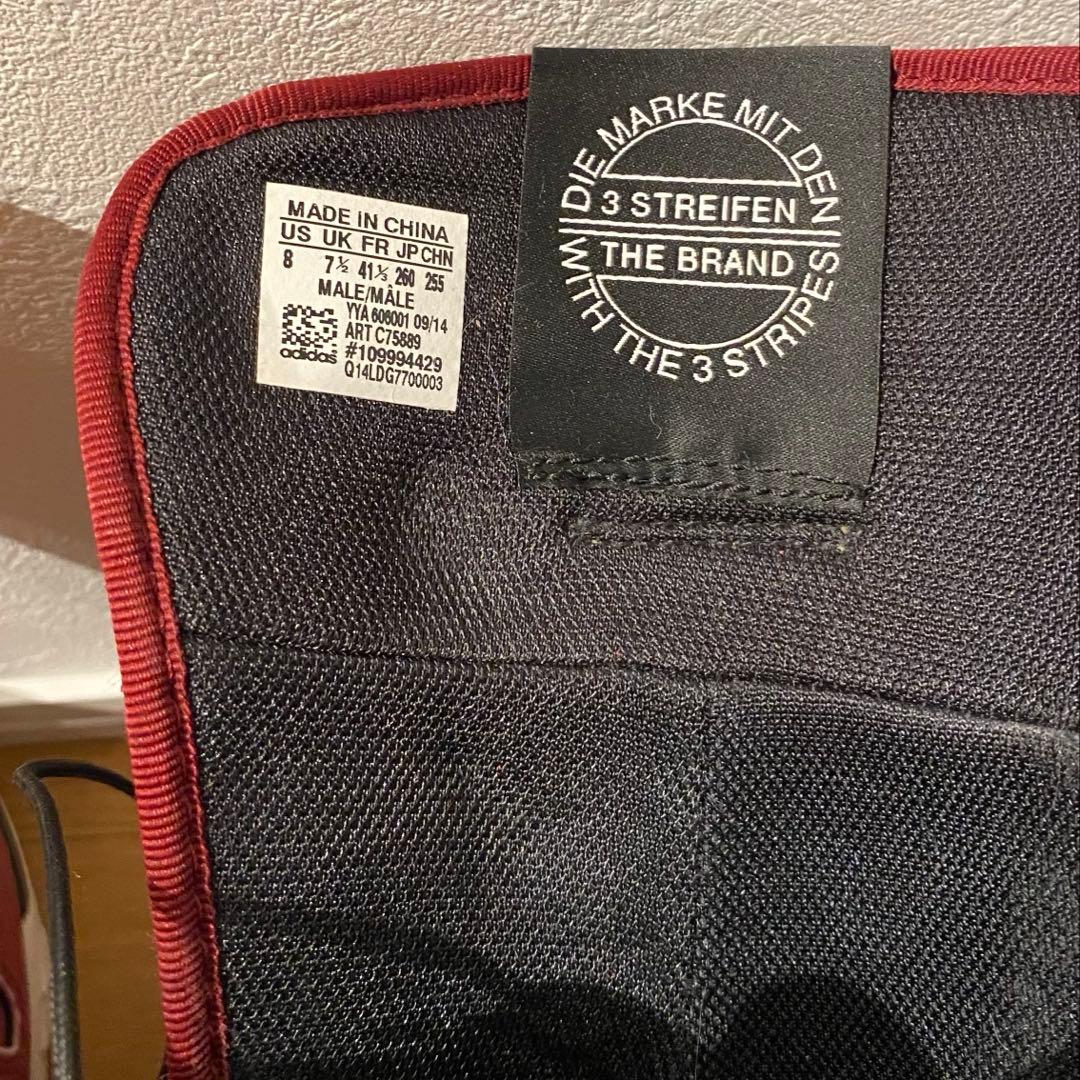 MADE IN CHINA
US UK FR JP CHN
8 7½ 41⅓ 260 255
MALE/MÂLE
YYA 606001 09/14
ART C75889
#109994429
Q14LDG7700003
adidas
DIE MARKE MIT DEN
3 STREIFEN
THE BRAND
WITH THE 3 STRIPES